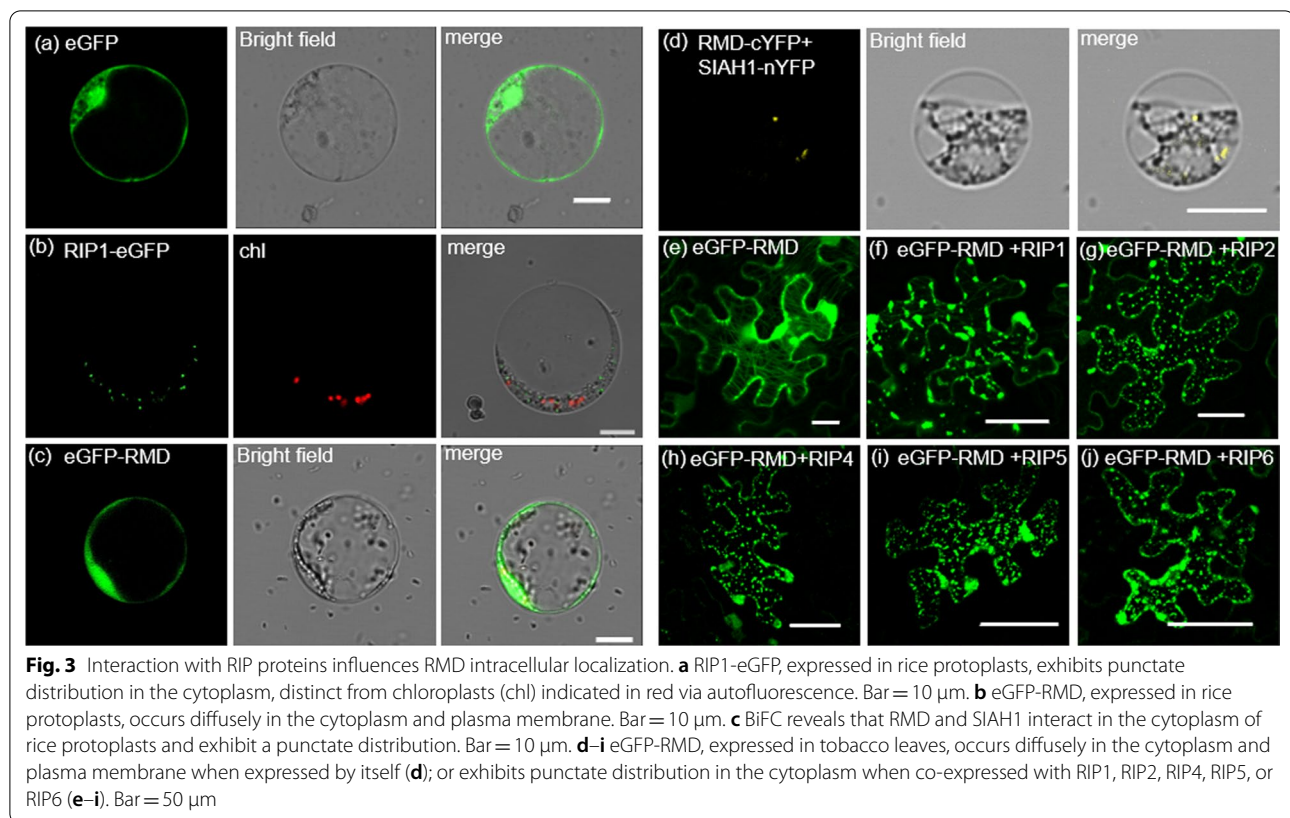 (a) eGFP
Bright field
merge
(d) RMD-cYFP+
SIAH1-nYFP
Bright field
merge
(b) RIP1-eGFP
chl
merge
(e) eGFP-RMD
(f) eGFP-RMD +RIP1
(g) eGFP-RMD +RIP2
(c) eGFP-RMD
Bright field
merge
(h) eGFP-RMD+RIP4
(i) eGFP-RMD +RIP5
(j) eGFP-RMD +RIP6
Fig. 3 Interaction with RIP proteins influences RMD intracellular localization. a RIP1-eGFP, expressed in rice protoplasts, exhibits punctate
distribution in the cytoplasm, distinct from chloroplasts (chl) indicated in red via autofluorescence. Bar = 10 μm. b eGFP-RMD, expressed in rice
protoplasts, occurs diffusely in the cytoplasm and plasma membrane. Bar = 10 μm. c BiFC reveals that RMD and SIAH1 interact in the cytoplasm of
rice protoplasts and exhibit a punctate distribution. Bar = 10 μm. d–i eGFP-RMD, expressed in tobacco leaves, occurs diffusely in the cytoplasm and
plasma membrane when expressed by itself (d); or exhibits punctate distribution in the cytoplasm when co-expressed with RIP1, RIP2, RIP4, RIP5, or
RIP6 (e–i). Bar = 50 μm